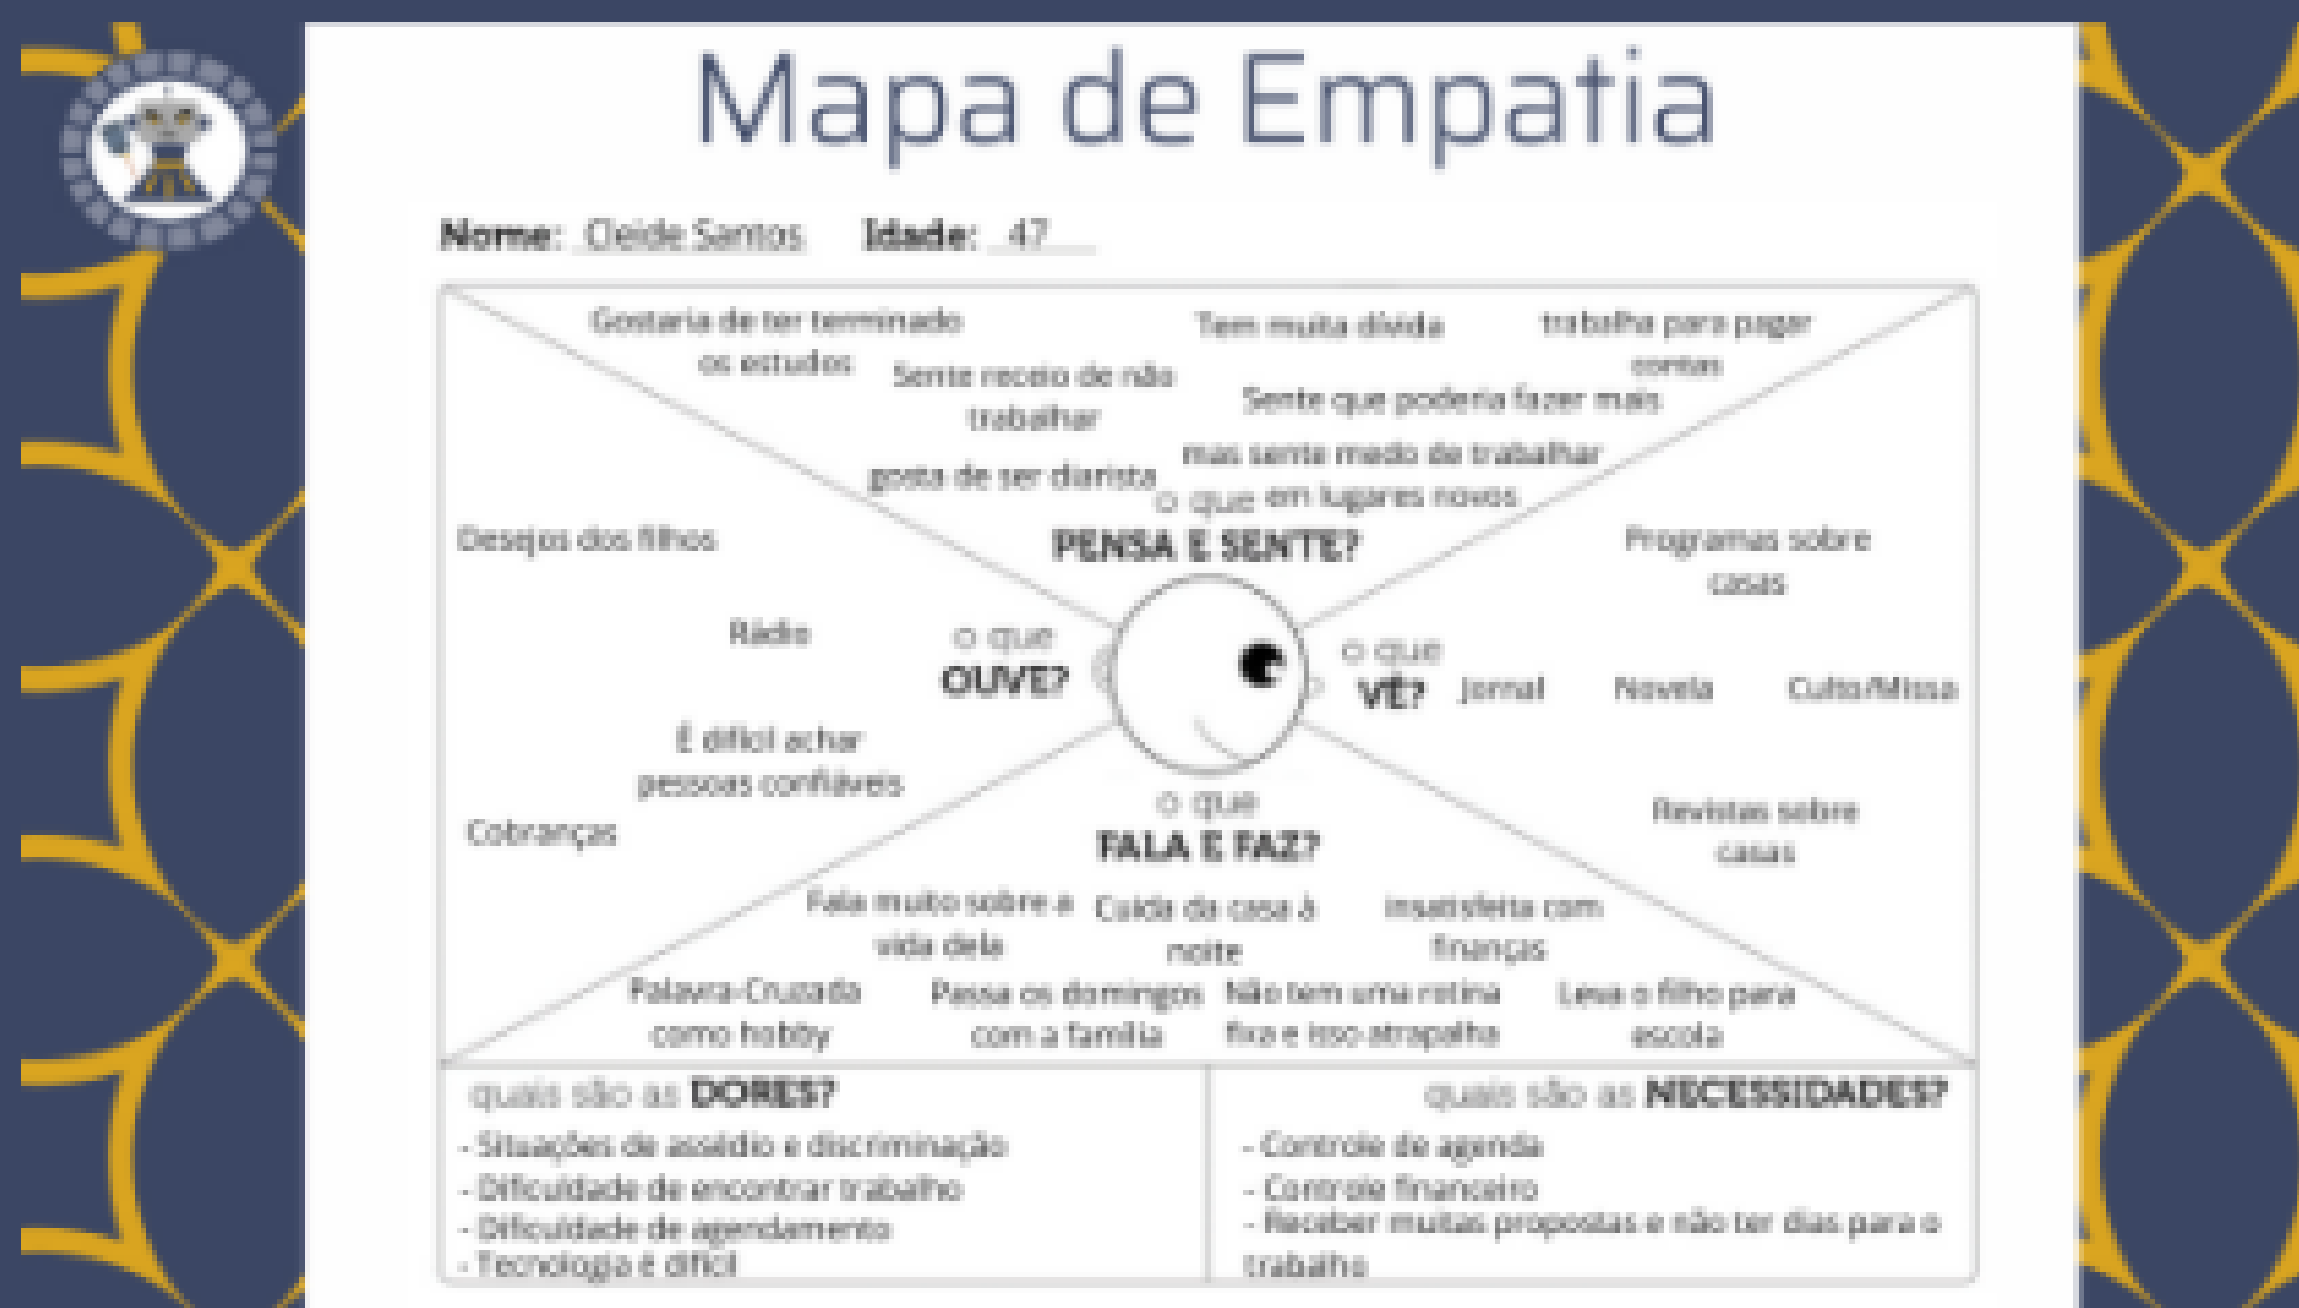 Mapa de Empatia
Nome: Cleide Santos Idade: 47
Gostaria de ter terminado
os estudos
Tem muita dívida
trabalha para pagar
contas
Sente receio de não
trabalhar
Sente que poderia fazer mais
mas sente medo de trabalhar
em lugares novos
gosta de ser diarista
o que
PENSA E SENTE?
Desejos dos filhos
Rádio
o que
OUVE?
É difícil achar
pessoas confiáveis
Cobranças
Programas sobre
casas
o que
VÊ?
Jornal
Novela
Culto/Missa
Revistas sobre
casas
o que
FALA E FAZ?
Fala muito sobre a
vida dela
Cuida da casa à
noite
insatisfeita com
finanças
Palavra-Cruzada
como hobby
Passa os domingos
com a família
Não tem uma rotina
fixa e isso atrapalha
Leva o filho para
escola
quais são as DORES?
- Situações de assédio e discriminação
- Dificuldade de encontrar trabalho
- Dificuldade de agendamento
- Tecnologia é difícil
quais são as NECESSIDADES?
- Controle de agenda
- Controle financeiro
- Receber muitas propostas e não ter dias para o
trabalho